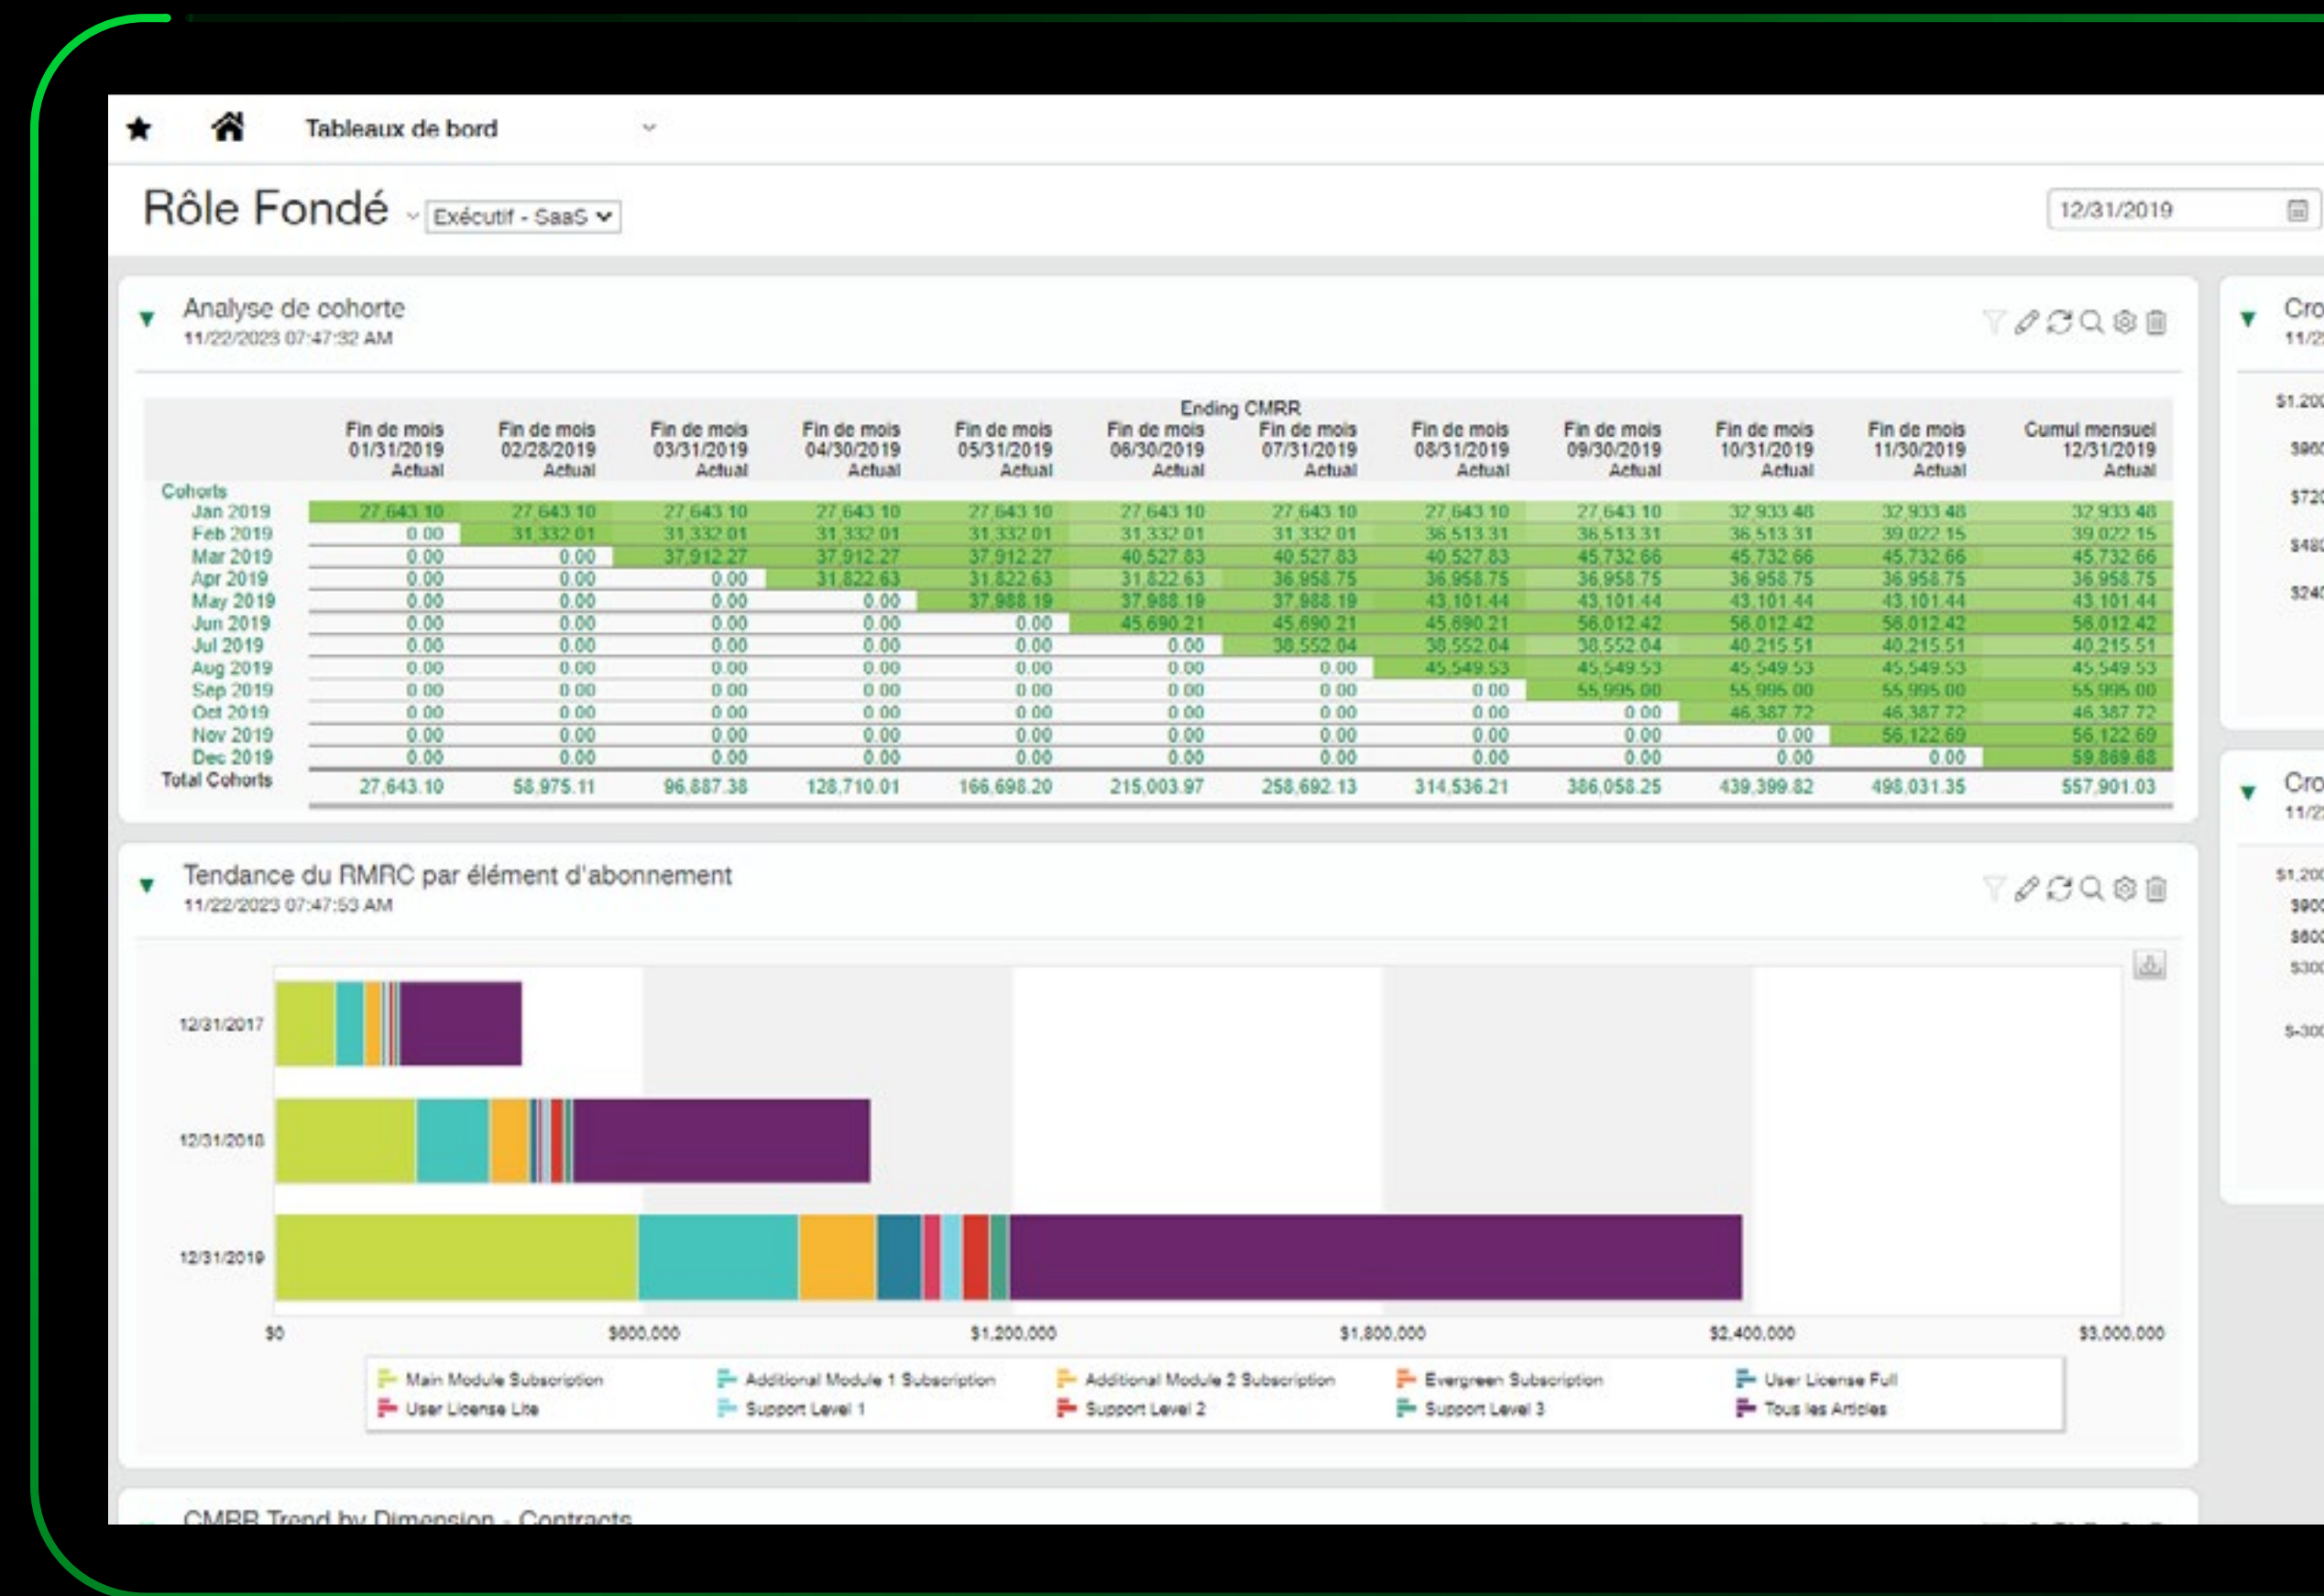 Tableaux de bord
Rôle Fondé
Exécutif - SaaS
12/31/2019
Analyse de cohorte
11/22/2023 07:47:32 AM
Ending CMRR
Fin de mois Fin de mois Fin de mois Fin de mois Fin de mois Fin de mois Fin de mois Fin de mois Fin de mois Fin de mois Fin de mois Cumul mensuel
01/31/2019 02/28/2019 03/31/2019 04/30/2019 05/31/2019 06/30/2019 07/31/2019 08/31/2019 09/30/2019 10/31/2019 11/30/2019 12/31/2019
Actual Actual Actual Actual Actual Actual Actual Actual Actual Actual Actual Actual
Cohorts
Jan 2019 27,643.10 27,643.10 27,643.10 27,643.10 27,643.10 27,643.10 27,643.10 27,643.10 27,643.10 32,933.48 32,933.48 32,933.48
Feb 2019 0.00 31,332.01 31,332.01 31,332.01 31,332.01 31,332.01 31,332.01 36,513.31 36,513.31 36,513.31 39,022.15 39,022.15
Mar 2019 0.00 0.00 37,912.27 37,912.27 37,912.27 40,527.83 40,527.83 40,527.83 45,732.66 45,732.66 45,732.66 45,732.66
Apr 2019 0.00 0.00 0.00 31,822.63 31,822.63 31,822.63 36,958.75 36,958.75 36,958.75 36,958.75 36,958.75 36,958.75
May 2019 0.00 0.00 0.00 0.00 37,988.19 37,988.19 37,988.19 43,101.44 43,101.44 43,101.44 43,101.44 43,101.44
Jun 2019 0.00 0.00 0.00 0.00 0.00 45,690.21 45,690.21 45,690.21 56,012.42 56,012.42 56,012.42 56,012.42
Jul 2019 0.00 0.00 0.00 0.00 0.00 0.00 38,552.04 38,552.04 38,552.04 40,215.51 40,215.51 40,215.51
Aug 2019 0.00 0.00 0.00 0.00 0.00 0.00 0.00 45,549.53 45,549.53 45,549.53 45,549.53 45,549.53
Sep 2019 0.00 0.00 0.00 0.00 0.00 0.00 0.00 0.00 55,995.00 55,995.00 55,995.00 55,995.00
Oct 2019 0.00 0.00 0.00 0.00 0.00 0.00 0.00 0.00 0.00 46,387.72 46,387.72 46,387.72
Nov 2019 0.00 0.00 0.00 0.00 0.00 0.00 0.00 0.00 0.00 0.00 56,122.69 56,122.69
Dec 2019 0.00 0.00 0.00 0.00 0.00 0.00 0.00 0.00 0.00 0.00 0.00 59,869.68
Total Cohorts 27,643.10 58,975.11 96,887.38 128,710.01 166,698.20 215,003.97 258,692.13 314,536.21 386,058.25 439,399.82 498,031.35 557,901.03
Tendance du RMRC par élément d'abonnement
11/22/2023 07:47:53 AM
12/31/2017
12/31/2018
12/31/2019
$0 $600,000 $1,200,000 $1,800,000 $2,400,000 $3,000,000
Main Module Subscription Additional Module 1 Subscription Additional Module 2 Subscription Evergreen Subscription User License Full
User License Lite Support Level 1 Support Level 2 Support Level 3 Tous les Articles
CMRR Trend by Dimension - Contracts
Cro
11/2
$1,200
$960
$720
$480
$240
Cro
11/2
$1,200
$900
$600
$300
$-300